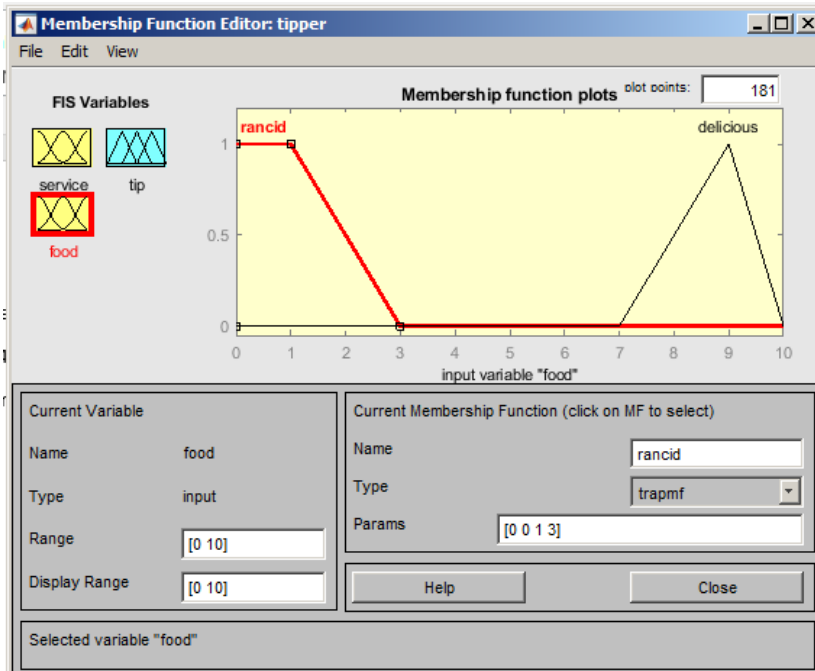 Membership Function Editor: tipper
File Edit View
FIS Variables
service
tip
food
Membership function plots
plot points:
181
rancid
delicious
1
0.5
0
0 1 2 3 4 5 6 7 8 9 10
input variable "food"
Current Variable
Name food
Type input
Range [0 10]
Display Range [0 10]
Current Membership Function (click on MF to select)
Name rancid
Type trapmf
Params [0 0 1 3]
Help Close
Selected variable "food"